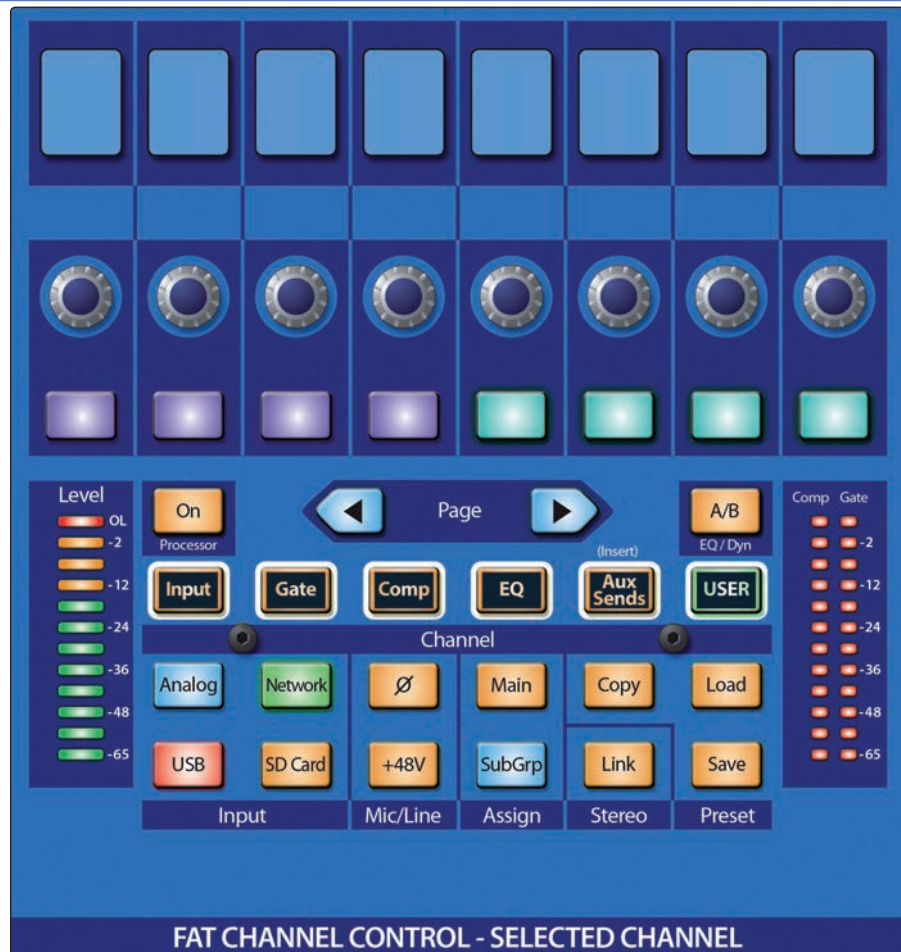 Level
OL
-2
-12
-24
-36
-48
-65
On
Processor
Page
A/B
EQ/Dyn
Comp Gate
-2
-12
-24
-36
-48
-65
(Insert)
Input Gate Comp EQ Aux Sends USER
Channel
Analog Network Ø Main Copy Load
USB SD Card +48V SubGrp Link Save
Input Mic/Line Assign Stereo Preset
FAT CHANNEL CONTROL - SELECTED CHANNEL